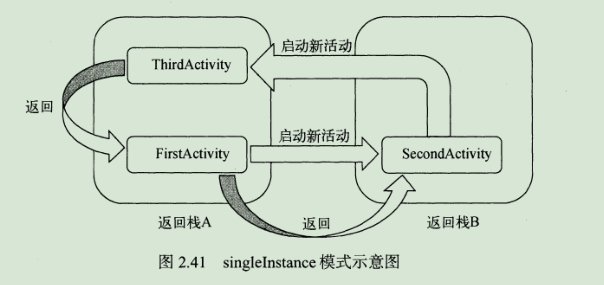 启动新活动
ThirdActivity
返回
启动新活动
FirstActivity
SecondActivity
返回栈A
返回
返回栈B
图 2.41 singleInstance 模式示意图